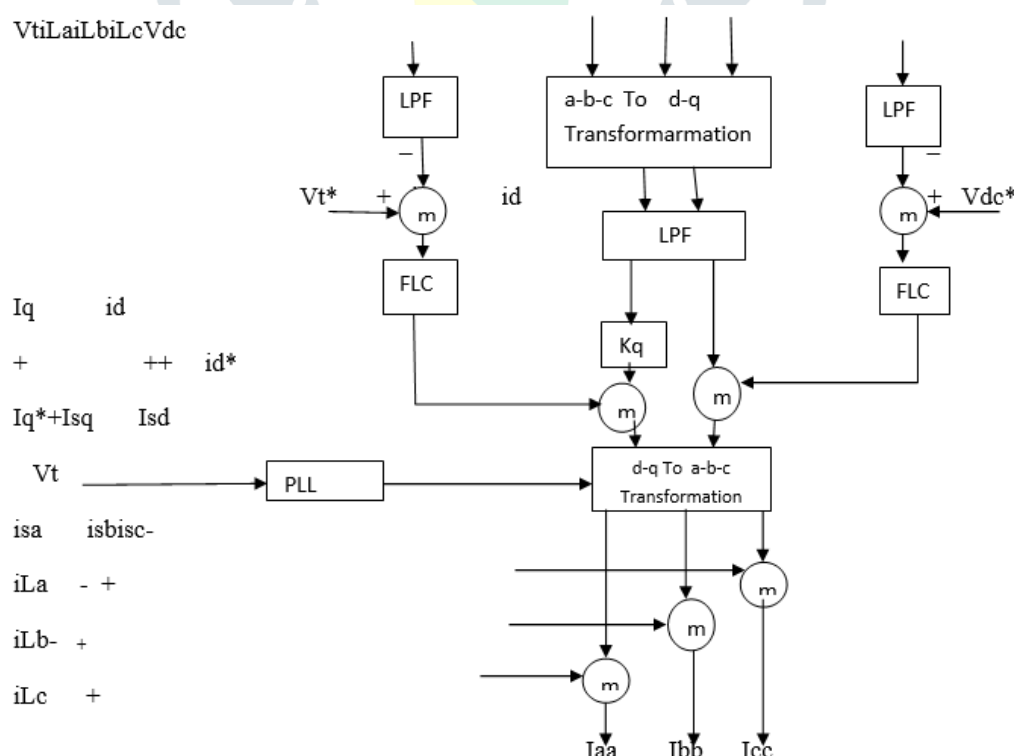 VtiLaiLbiLcVdc
LPF
a-b-c To d-q
Transformarmation
LPF
− −
Vt* + m id m + Vdc*
LPF
FLC FLC
Iq id
Kq
+ ++ id*
m m
Iq*+Isq Isd
d-q To a-b-c
Transformation
Vt PLL
isa isbisc-
iLa - +
m
iLb- +
m
iLc +
m
Iaa Ibb Icc